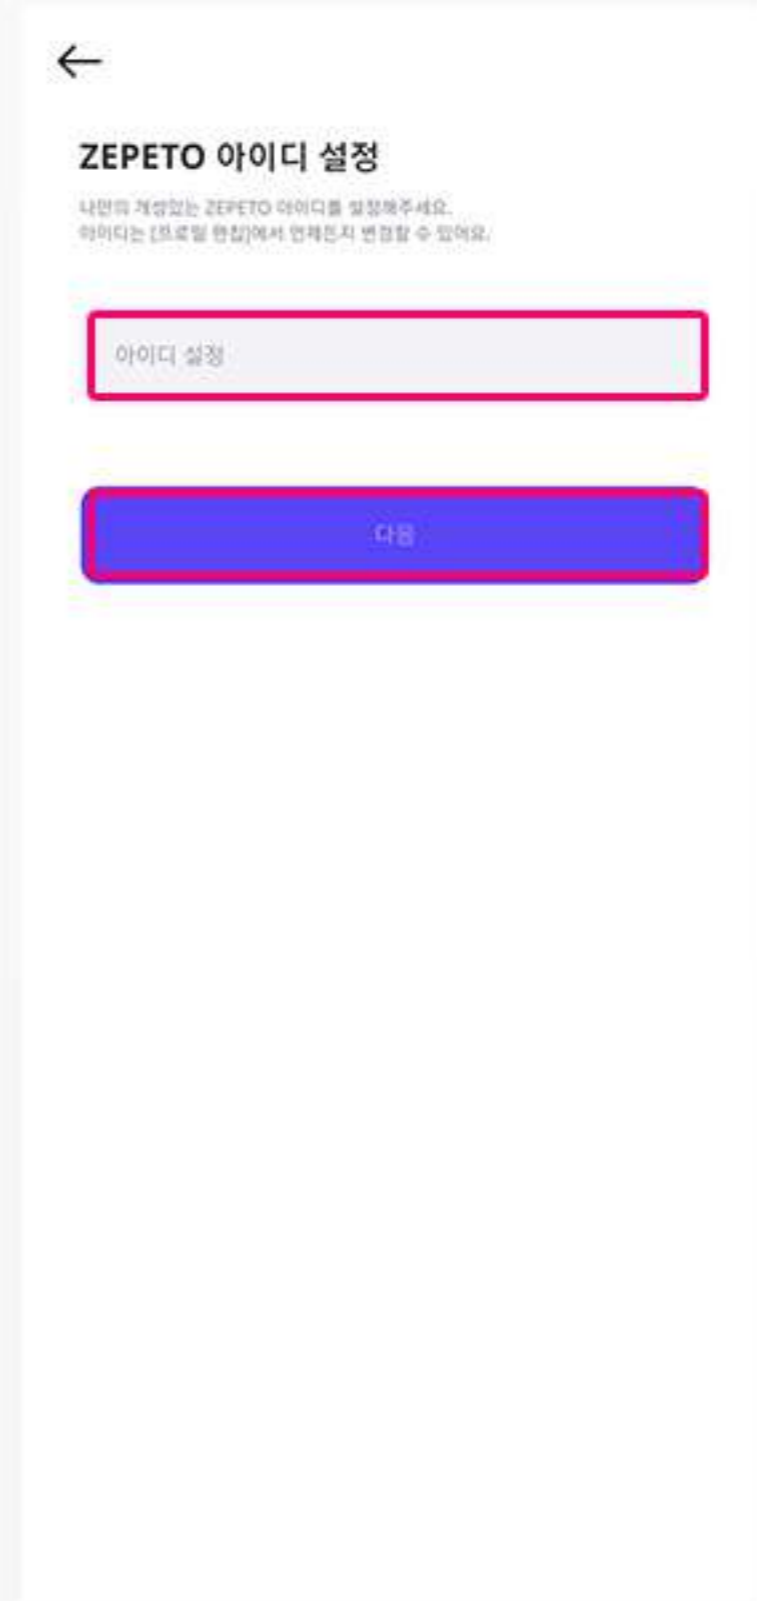 ZEPETO 아이디 설정
나만의 개성있는 ZEPETO 아이디를 설정해주세요.
아이디는 [프로필 편집]에서 언제든지 변경할 수 있어요.
아이디 설정
다음